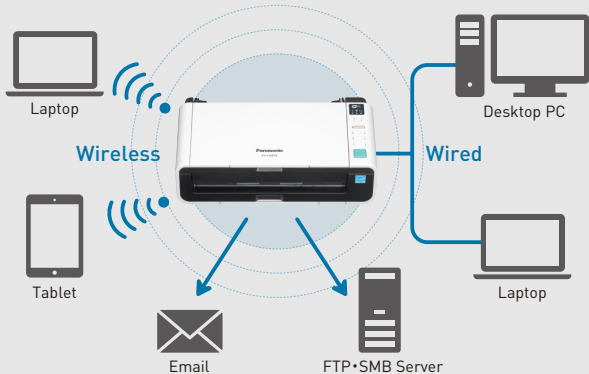 Laptop
Desktop PC
Panasonic
Wireless
Wired
Tablet
Laptop
Email
FTP•SMB Server